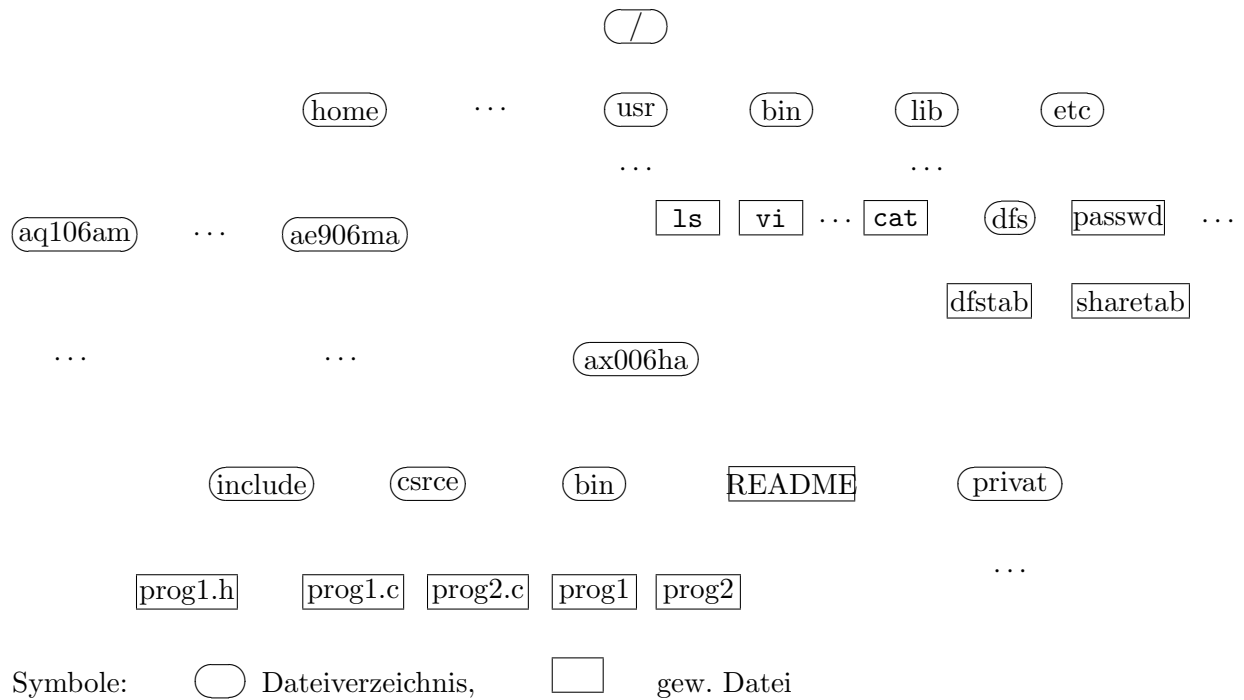 /
home ... usr bin lib etc
... ...
aq106am ... ae906ma ls vi ... cat dfs passwd ...
dfstab sharetab
... ... ax006ha
include csrce bin README privat
...
prog1.h prog1.c prog2.c prog1 prog2
Symbole: Dateiverzeichnis, gew. Datei